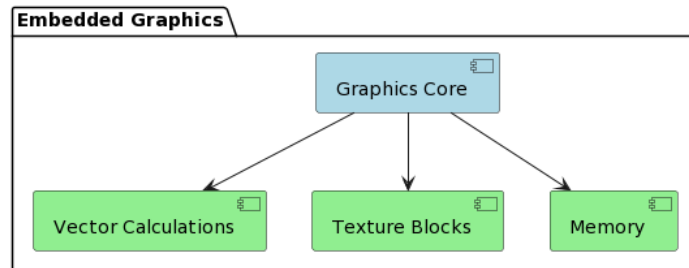 Embedded Graphics
Graphics Core
Vector Calculations
Texture Blocks
Memory